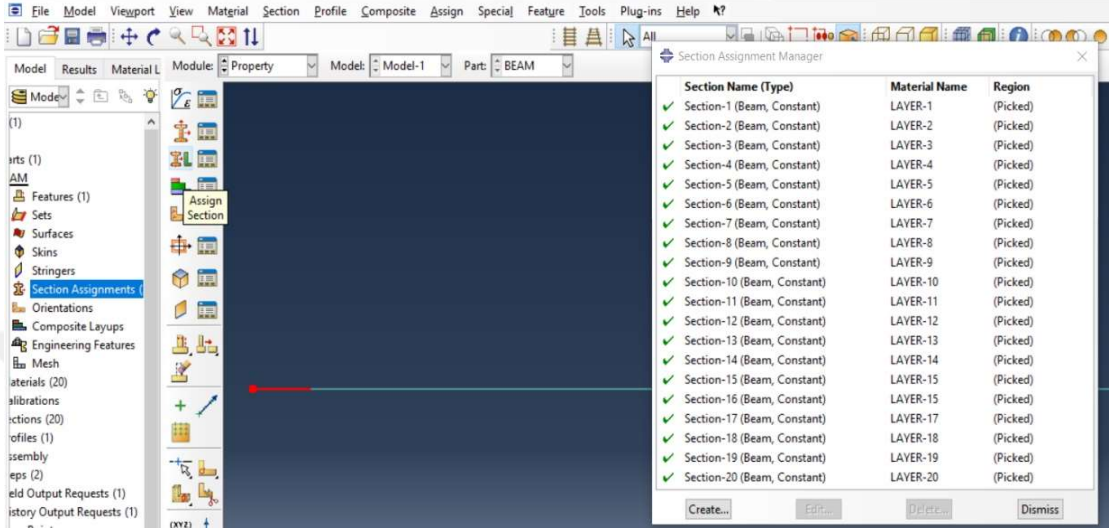 File Model Viewport View Material Section Profile Composite Assign Special Feature Tools Plug-ins Help
All
Model Results Material L Module: Property Model: Model-1 Part: BEAM
Section Assignment Manager
Section Name (Type) Material Name Region
Section-1 (Beam, Constant) LAYER-1 (Picked)
Section-2 (Beam, Constant) LAYER-2 (Picked)
Section-3 (Beam, Constant) LAYER-3 (Picked)
Section-4 (Beam, Constant) LAYER-4 (Picked)
Section-5 (Beam, Constant) LAYER-5 (Picked)
Section-6 (Beam, Constant) LAYER-6 (Picked)
Section-7 (Beam, Constant) LAYER-7 (Picked)
Section-8 (Beam, Constant) LAYER-8 (Picked)
Section-9 (Beam, Constant) LAYER-9 (Picked)
Section-10 (Beam, Constant) LAYER-10 (Picked)
Section-11 (Beam, Constant) LAYER-11 (Picked)
Section-12 (Beam, Constant) LAYER-12 (Picked)
Section-13 (Beam, Constant) LAYER-13 (Picked)
Section-14 (Beam, Constant) LAYER-14 (Picked)
Section-15 (Beam, Constant) LAYER-15 (Picked)
Section-16 (Beam, Constant) LAYER-15 (Picked)
Section-17 (Beam, Constant) LAYER-17 (Picked)
Section-18 (Beam, Constant) LAYER-18 (Picked)
Section-19 (Beam, Constant) LAYER-19 (Picked)
Section-20 (Beam, Constant) LAYER-20 (Picked)
Create... Edit... Delete... Dismiss
Mode
(1)
arts (1)
AM
Features (1)
Sets
Surfaces
Skins
Stringers
Section Assignments (
Orientations
Composite Layups
Engineering Features
Mesh
aterials (20)
alibrations
ections (20)
ofiles (1)
ssembly
eps (2)
eld Output Requests (1)
istory Output Requests (1)
Assign
Section
(XYZ)